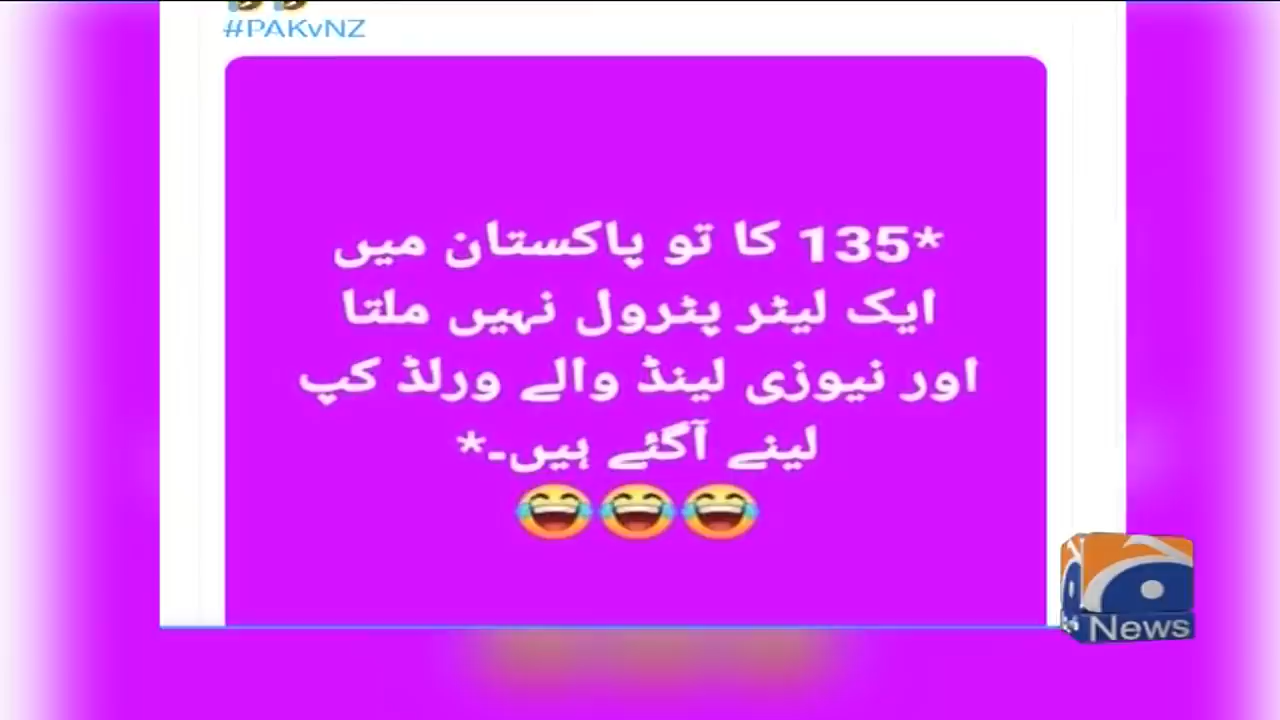 #PAKvNZ
*135 کا تو پاکستان میں
ایک لیٹر پٹرول نہیں ملتا
اور نیوزی لینڈ والے ورلڈ کپ
لینے آگئے ہیں۔*
😂😂😂
News